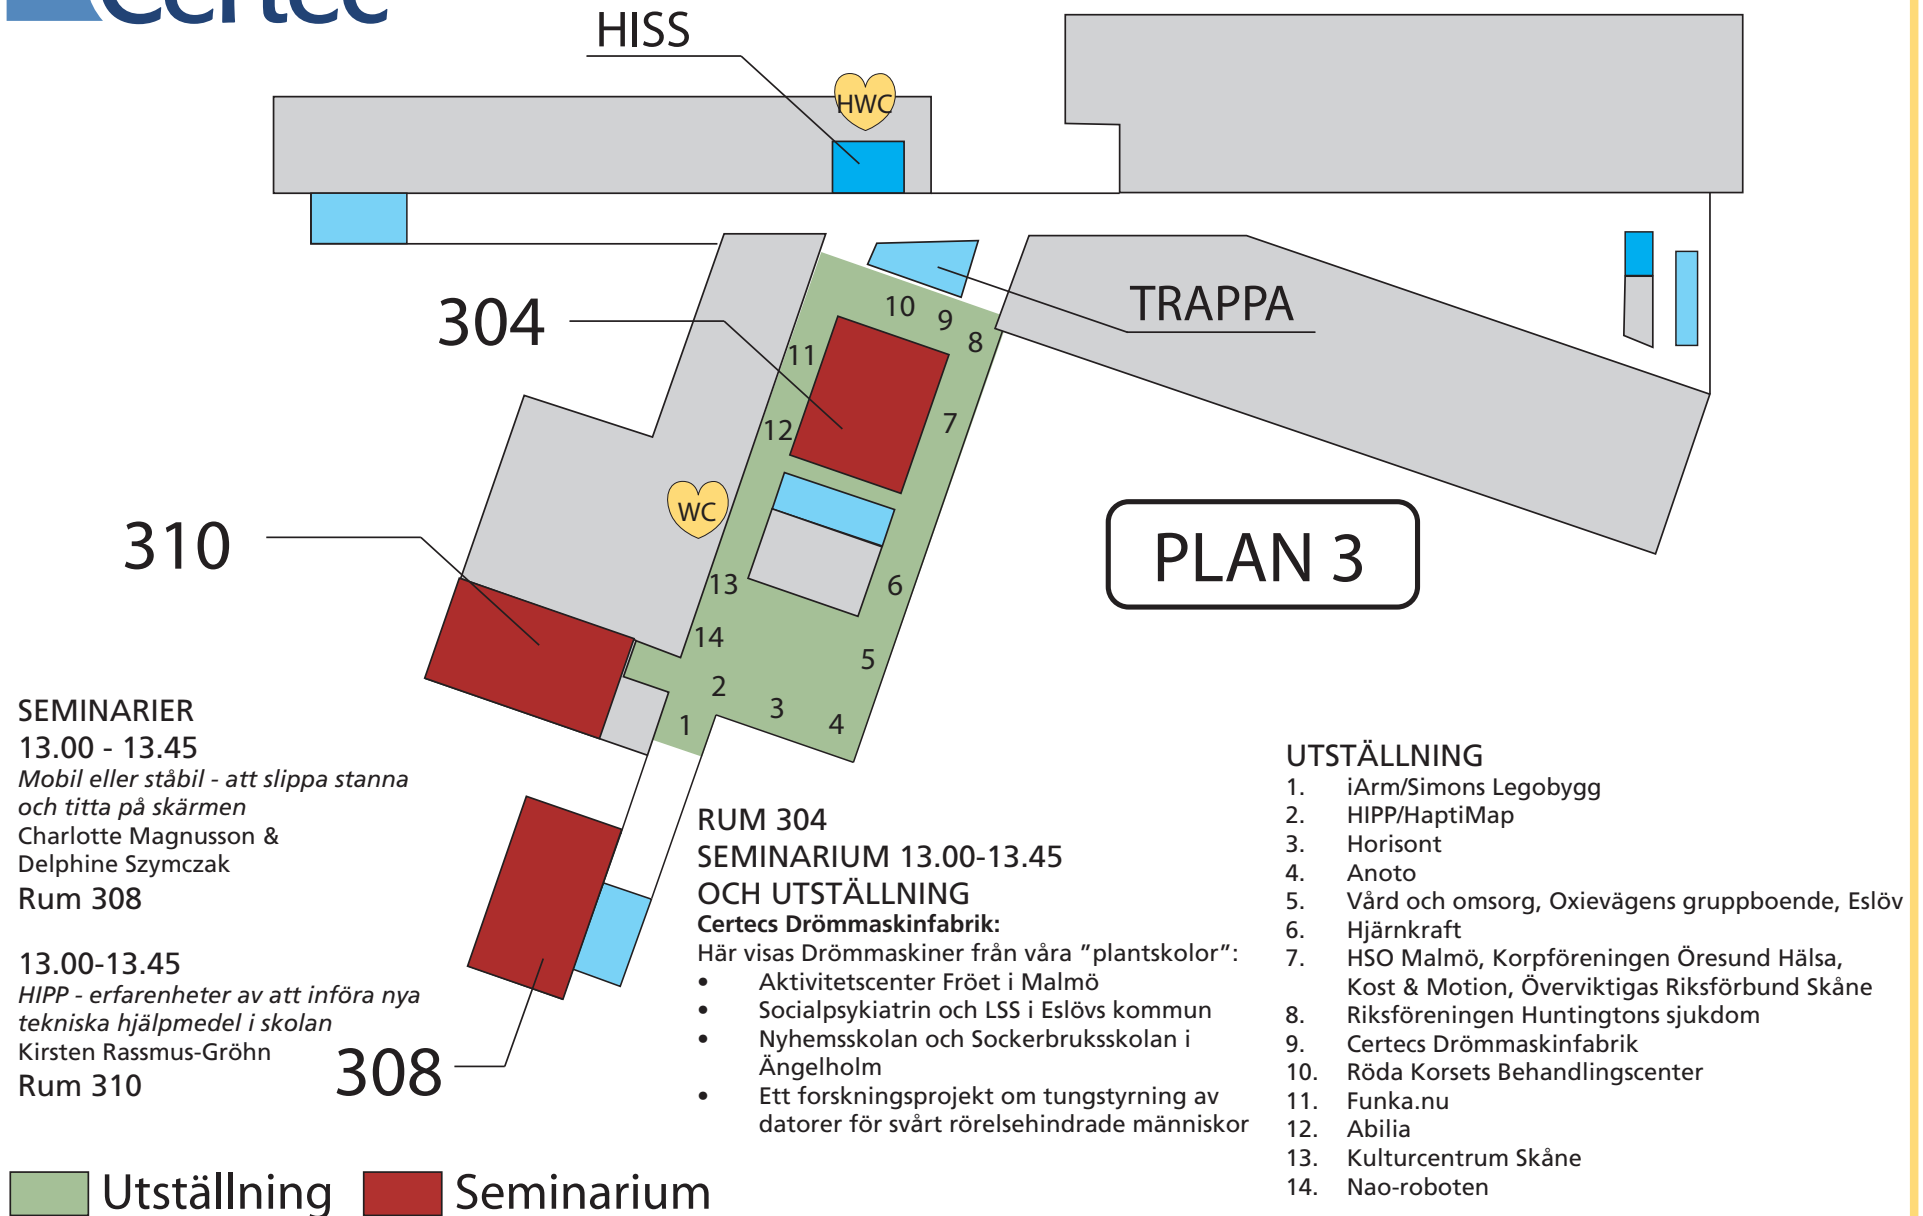 Certec
HISS
HWC
TRAPPA
304
10
9
8
11
7
12
WC
310
PLAN 3
13
6
14
5
2
3
4
1
SEMINARIER
13.00 - 13.45
Mobil eller ståbil - att slippa stanna
och titta på skärmen
Charlotte Magnusson &
Delphine Szymczak
Rum 308
13.00-13.45
HIPP - erfarenheter av att införa nya
tekniska hjälpmedel i skolan
Kirsten Rassmus-Gröhn
Rum 310
308
RUM 304
SEMINARIUM 13.00-13.45
OCH UTSTÄLLNING
Certecs Drömmaskinfabrik:
Här visas Drömmaskiner från våra ”plantskolor”:
• Aktivitetscenter Fröet i Malmö
• Socialpsykiatrin och LSS i Eslövs kommun
• Nyhemsskolan och Sockerbruksskolan i
Ängelholm
• Ett forskningsprojekt om tungstyrning av
datorer för svårt rörelsehindrade människor
UTSTÄLLNING
1. iArm/Simons Legobygg
2. HIPP/HaptiMap
3. Horisont
4. Anoto
5. Vård och omsorg, Oxievägens gruppboende, Eslöv
6. Hjärnkraft
7. HSO Malmö, Korpföreningen Öresund Hälsa,
Kost & Motion, Överviktigas Riksförbund Skåne
8. Riksföreningen Huntingtons sjukdom
9. Certecs Drömmaskinfabrik
10. Röda Korsets Behandlingscenter
11. Funka.nu
12. Abilia
13. Kulturcentrum Skåne
14. Nao-roboten
Utställning
Seminarium